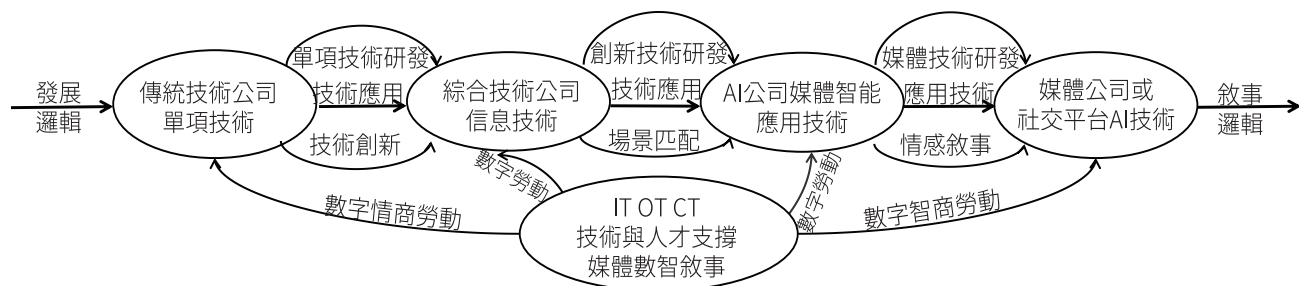 發展
邏輯
傳統技術公司
單項技術
單項技術研發
技術應用
技術創新
綜合技術公司
信息技術
創新技術研發
技術應用
場景匹配
AI公司媒體智能
應用技術
媒體技術研發
應用技術
情感敘事
媒體公司或
社交平台AI技術
敘事
邏輯
數字情商勞動
數字勞動
IT OT CT
技術與人才支撐
媒體數智敘事
數字勞動
數字智商勞動